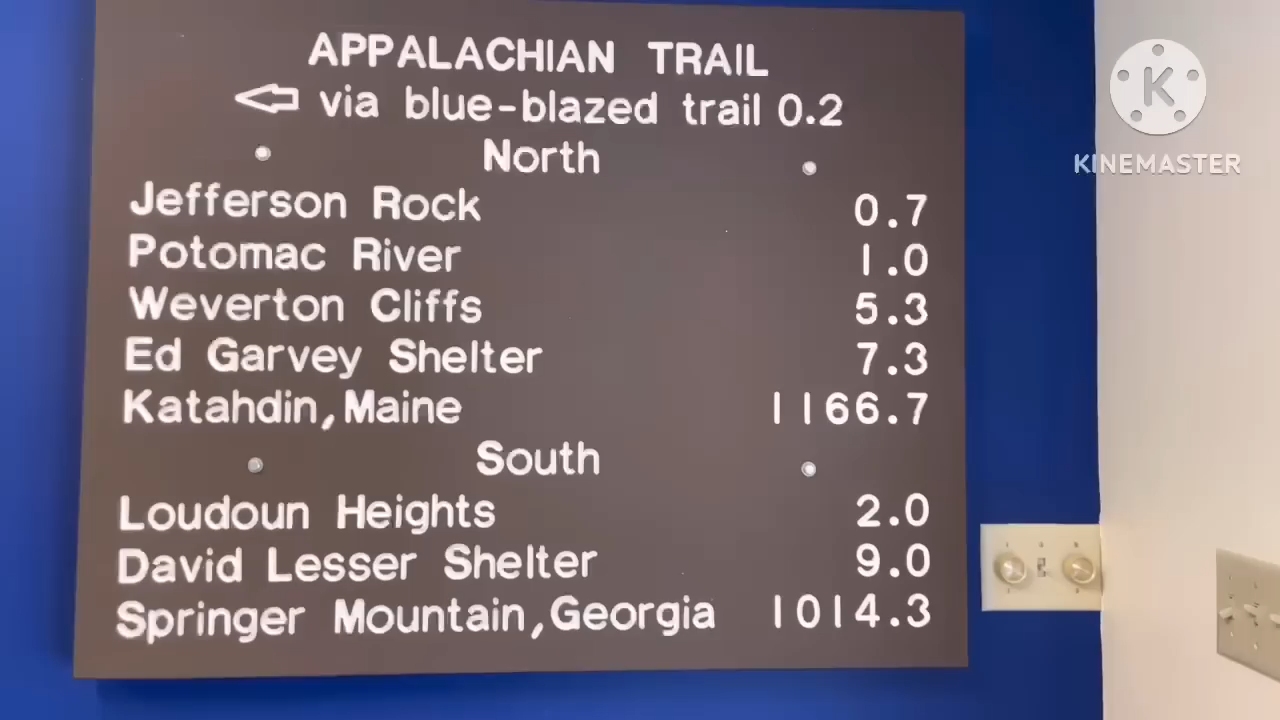 APPALACHIAN TRAIL
via blue-blazed trail 0.2
North
Jefferson Rock 0.7
Potomac River 1.0
Weverton Cliffs 5.3
Ed Garvey Shelter 7.3
Katahdin, Maine 1166.7
South
Loudoun Heights 2.0
David Lesser Shelter 9.0
Springer Mountain, Georgia 1014.3
K
KINEMASTER